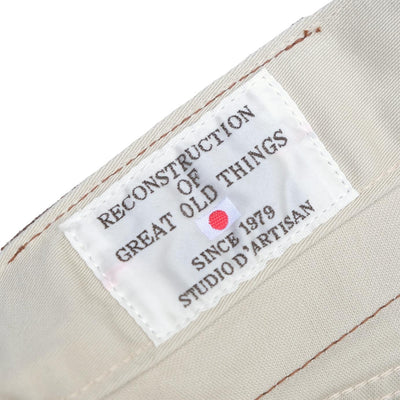 RECONSTRUCTION
OF
GREAT OLD THINGS
SINCE 1979
STUDIO D'ARTISAN